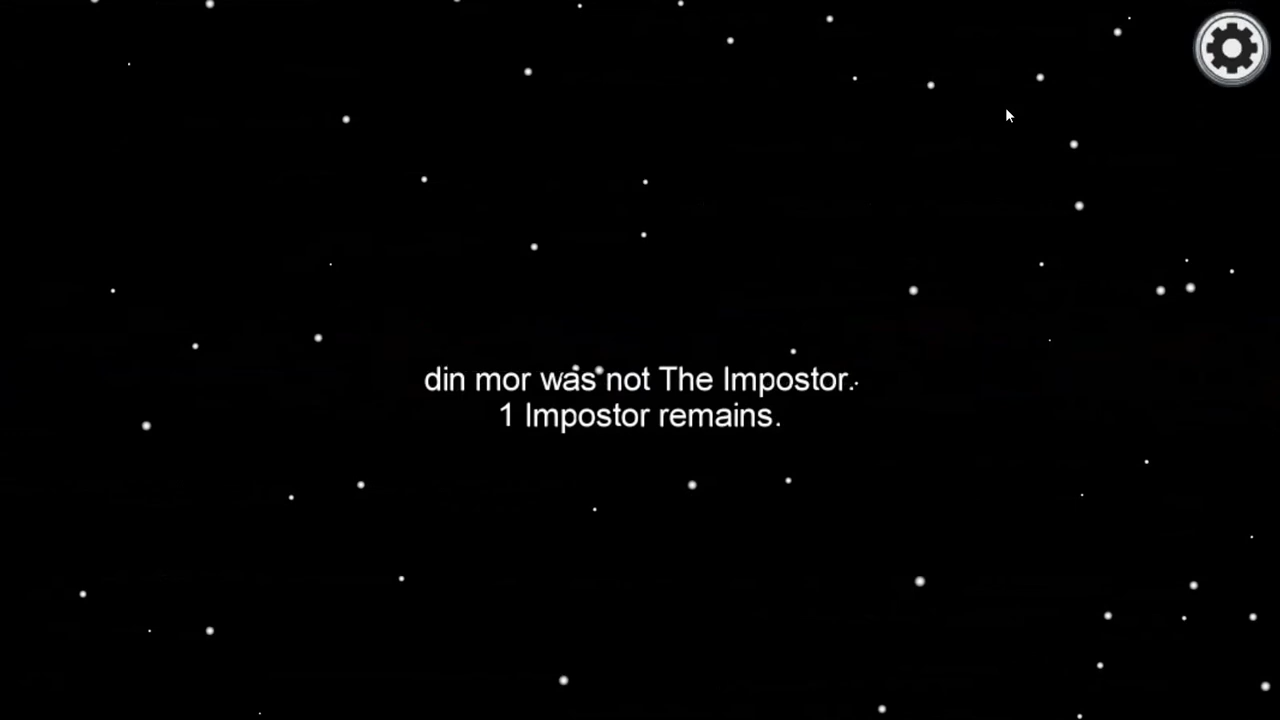 din mor was not The Impostor.
1 Impostor remains.